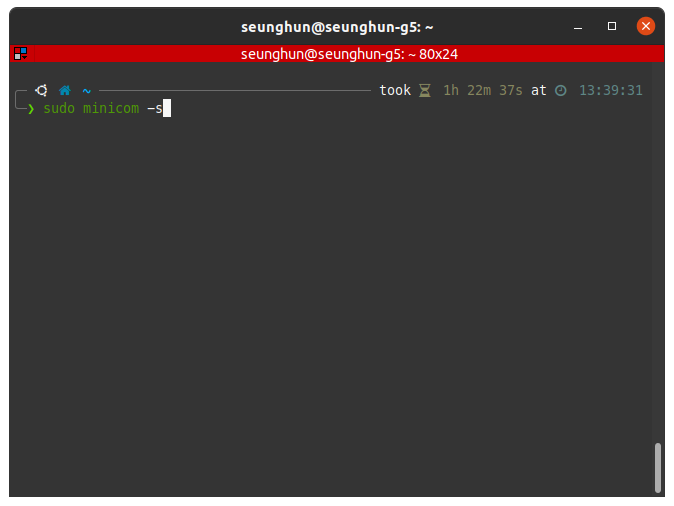 seunghun@seunghun-g5: ~
seunghun@seunghun-g5: ~ 80x24
~ took 1h 22m 37s at 13:39:31
❯ sudo minicom -s